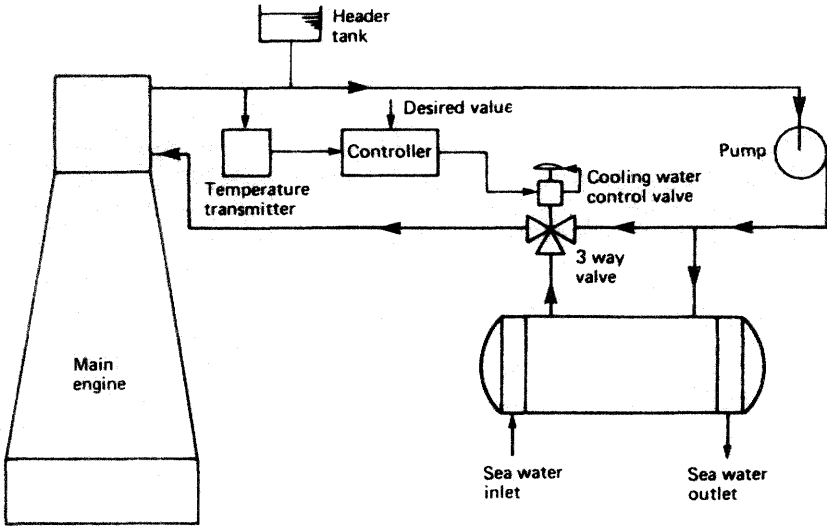 Header
tank
Desired value
Controller
Pump
Temperature
transmitter
Cooling water
control valve
3 way
valve
Main
engine
Sea water
inlet
Sea water
outlet